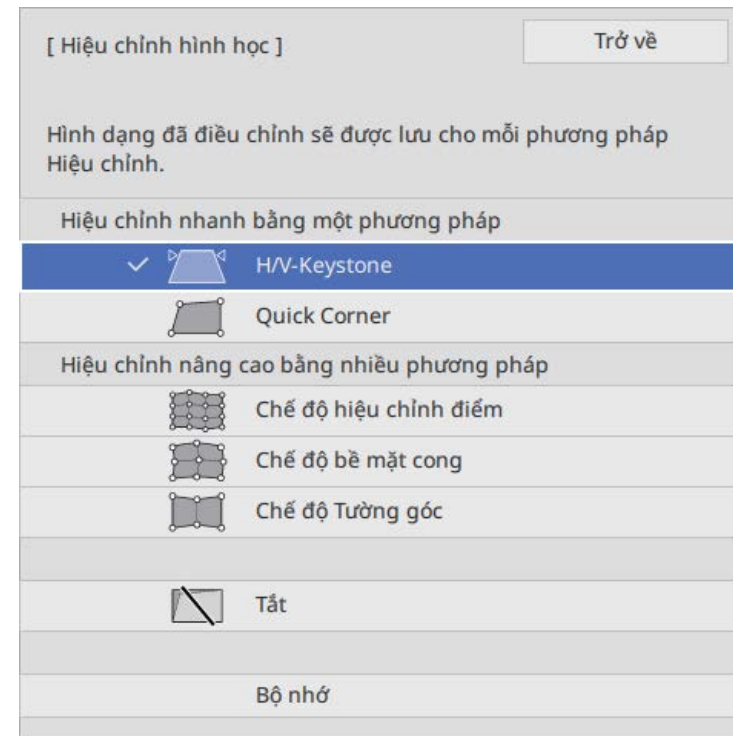 [ Hiệu chỉnh hình học ]
Trở về
Hình dạng đã điều chỉnh sẽ được lưu cho mỗi phương pháp
Hiệu chỉnh.
Hiệu chỉnh nhanh bằng một phương pháp
H/V-Keystone
Quick Corner
Hiệu chỉnh nâng cao bằng nhiều phương pháp
Chế độ hiệu chỉnh điểm
Chế độ bề mặt cong
Chế độ Tường góc
Tắt
Bộ nhớ